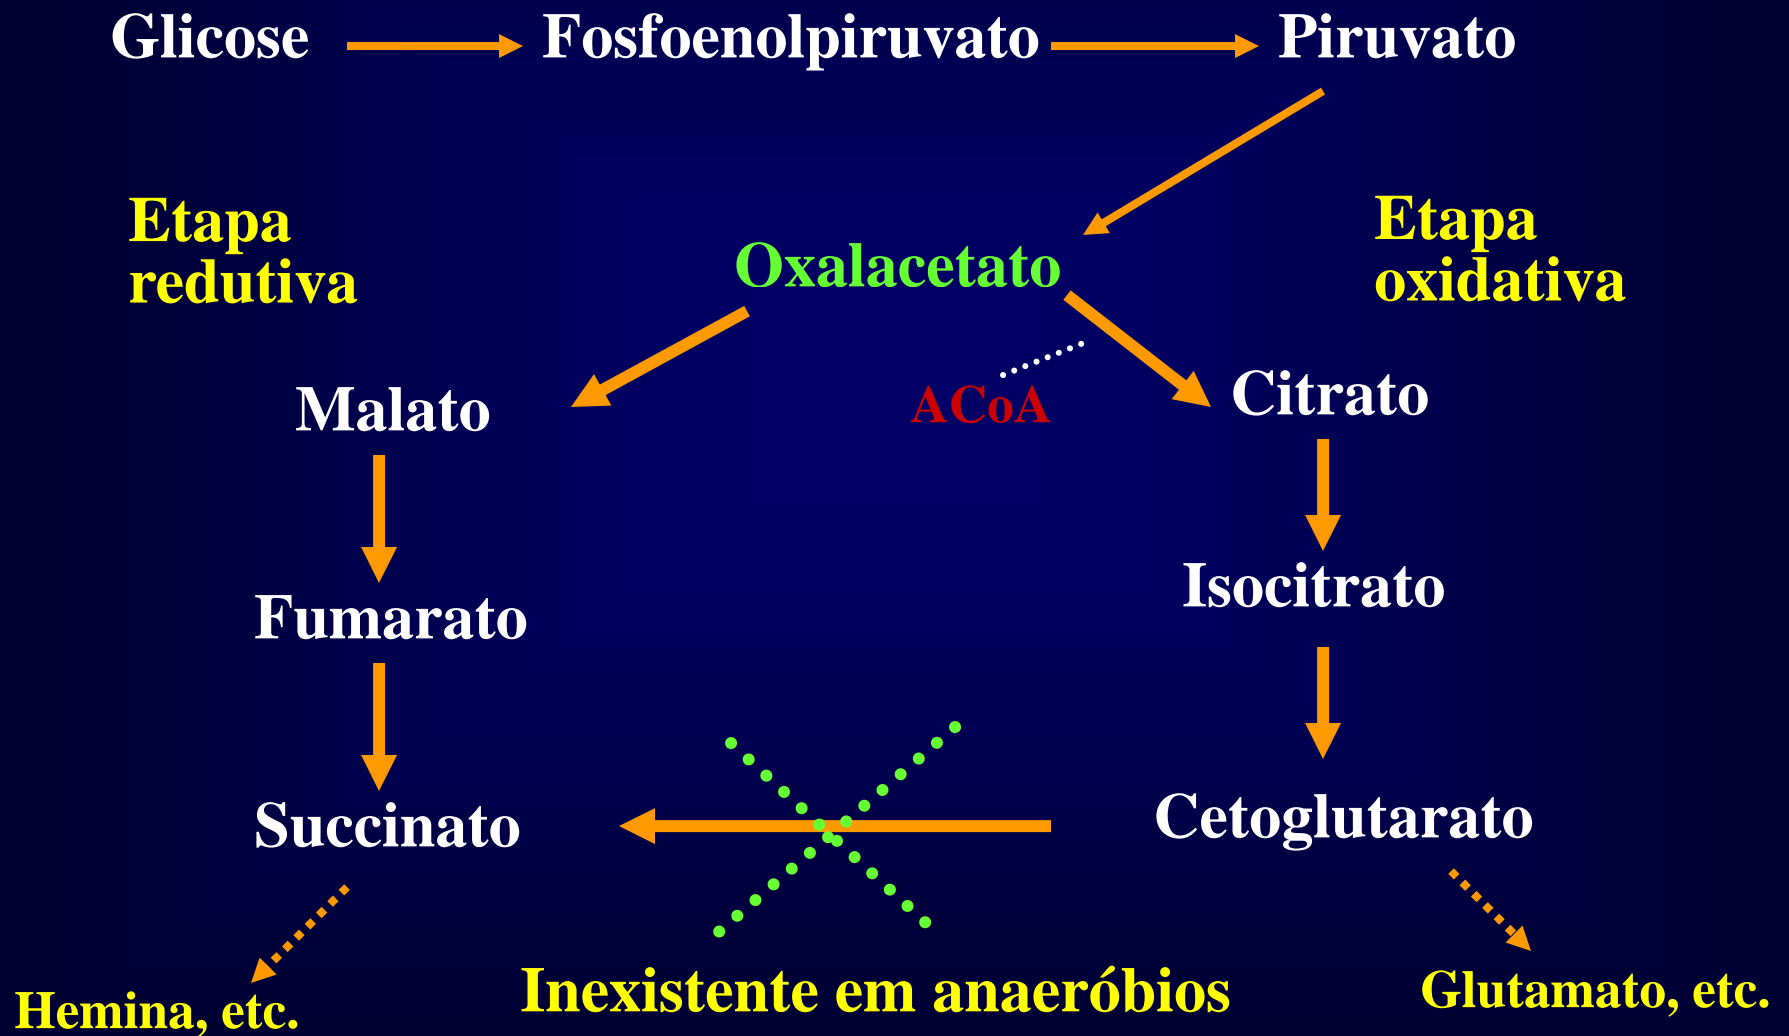 Glicose
Fosfoenolpiruvato
Piruvato
Etapa
redutiva
Oxalacetato
Etapa
oxidativa
Malato
ACoA
Citrato
Fumarato
Isocitrato
Succinato
Cetoglutarato
Hemina, etc.
Inexistente em anaeróbios
Glutamato, etc.